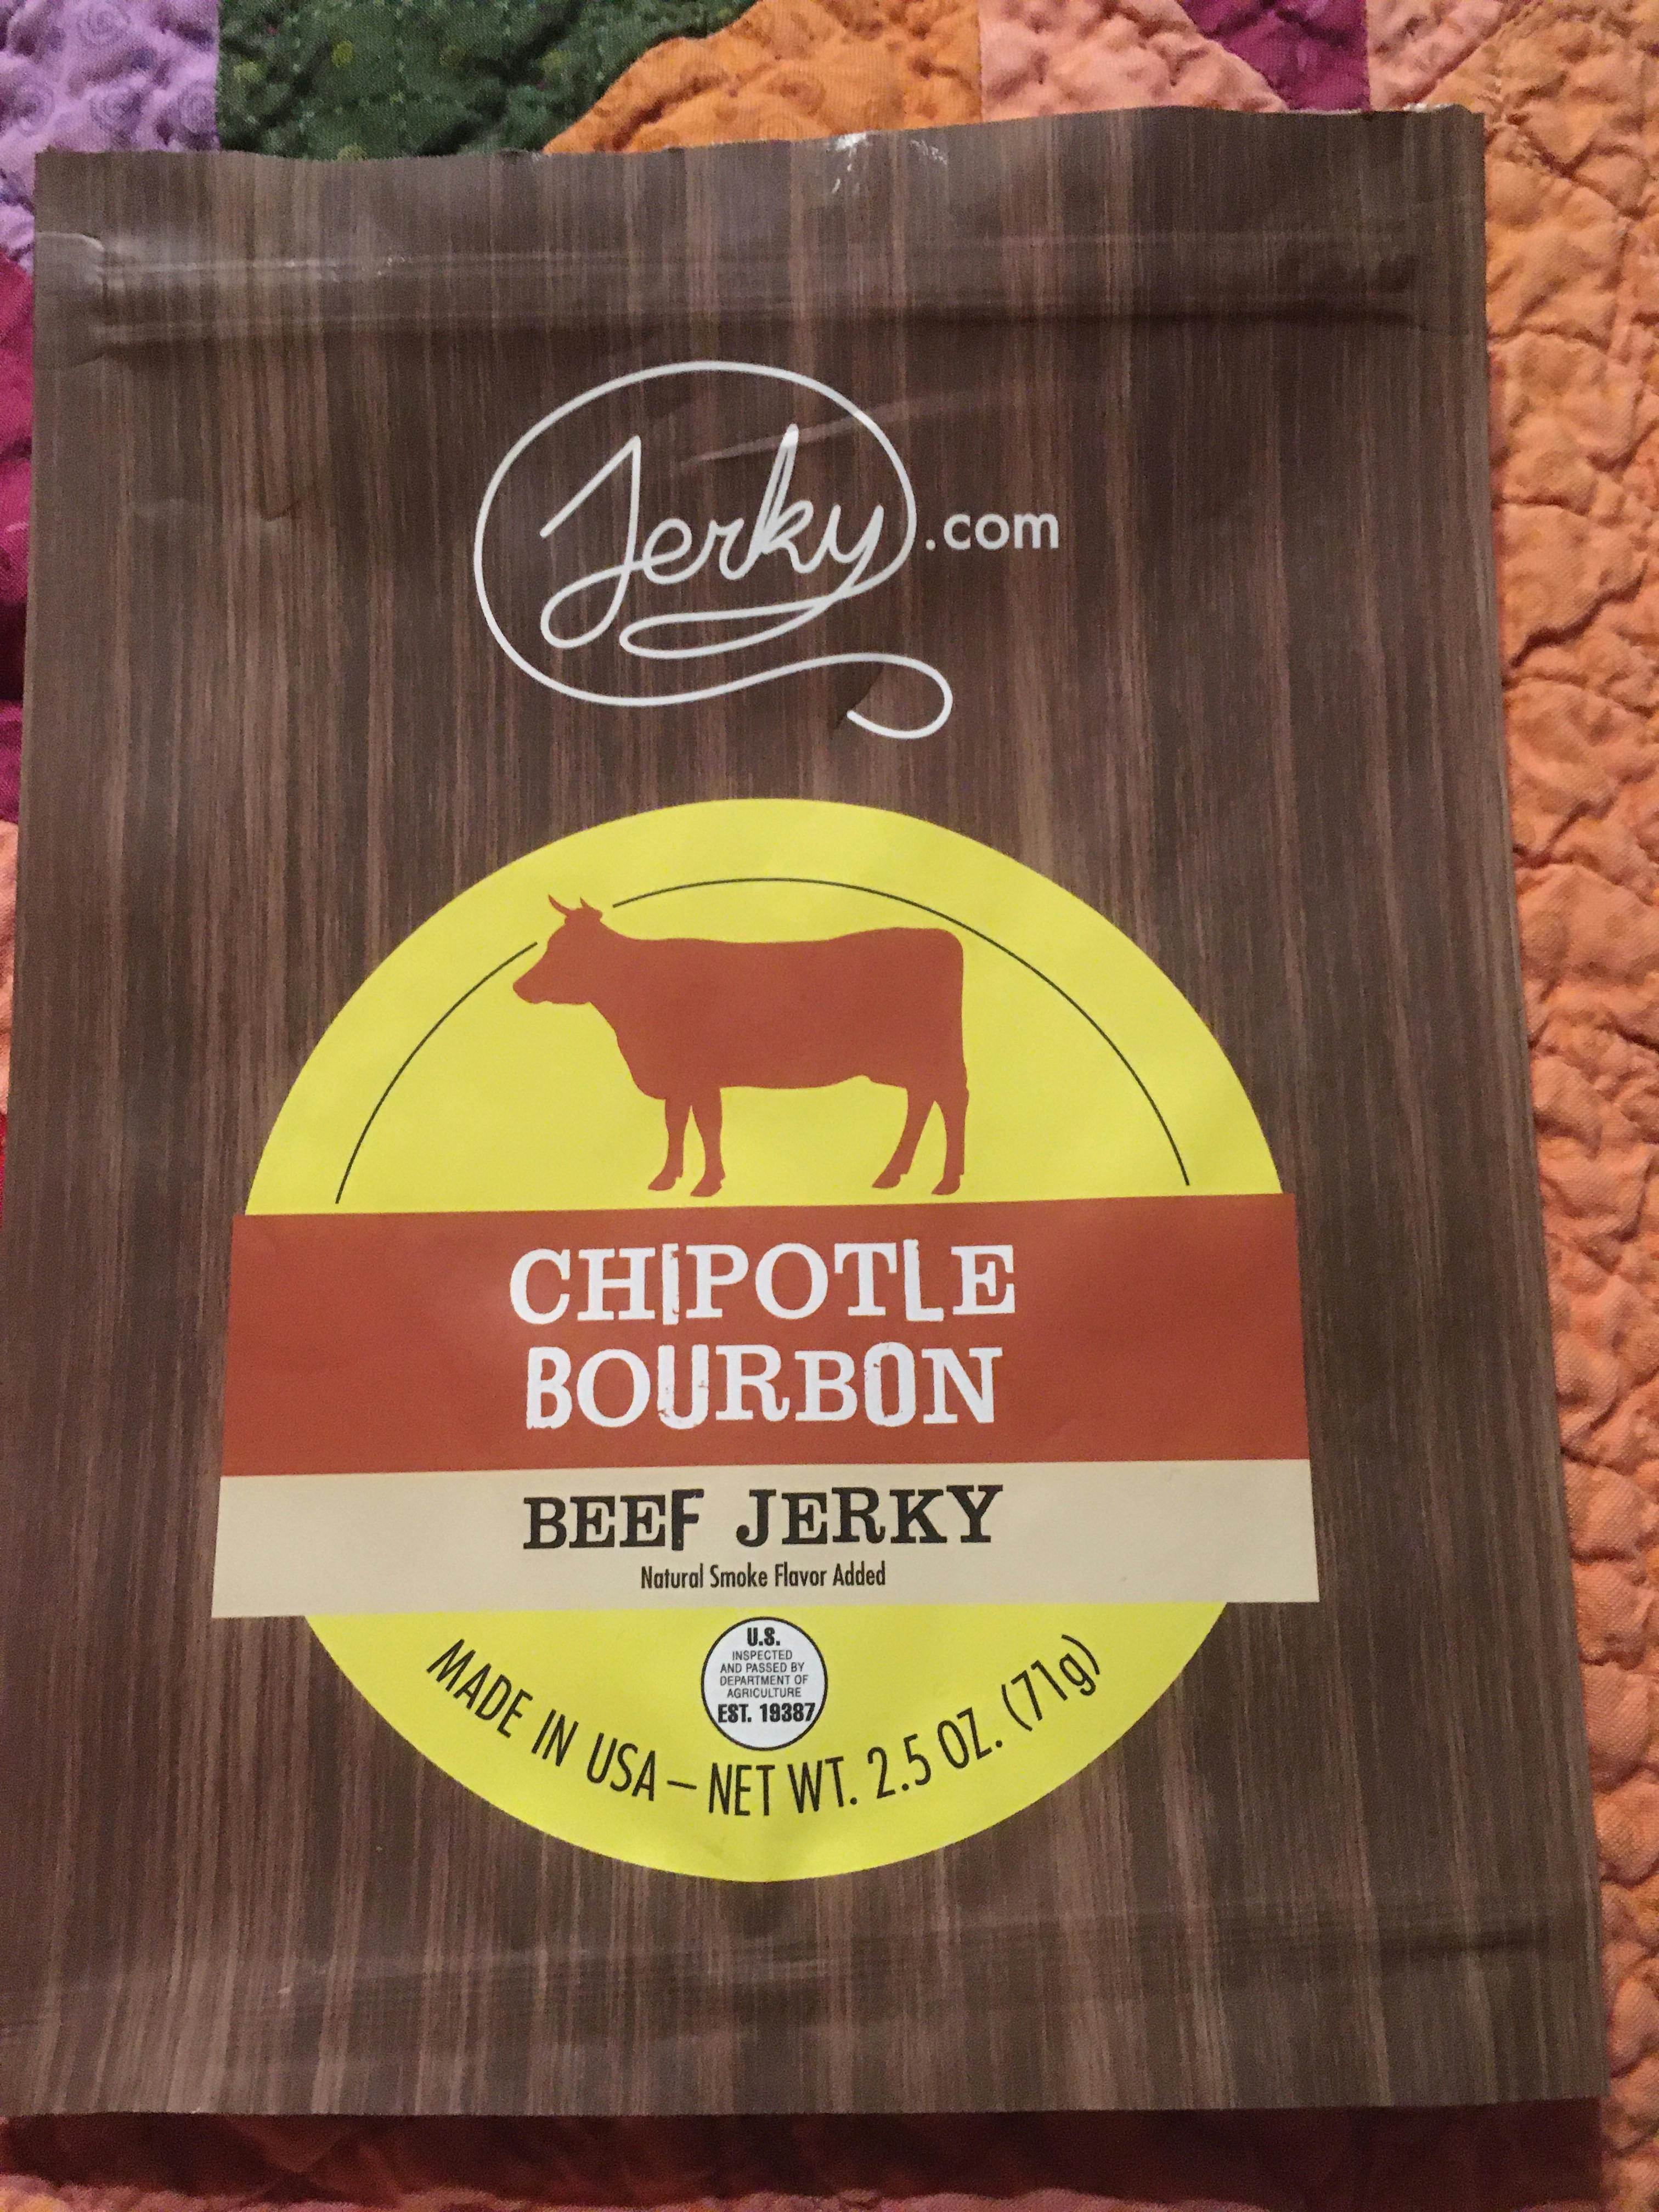 Jerky.com
CHIPOTLE
BOURBON
BEEF JERKY
Natural Smoke Flavor Added
U.S.
INSPECTED
AND PASSED BY
DEPARTMENT OF
AGRICULTURE
EST. 19387
MADE IN USA – NET WT. 2.5 OZ. (71g)